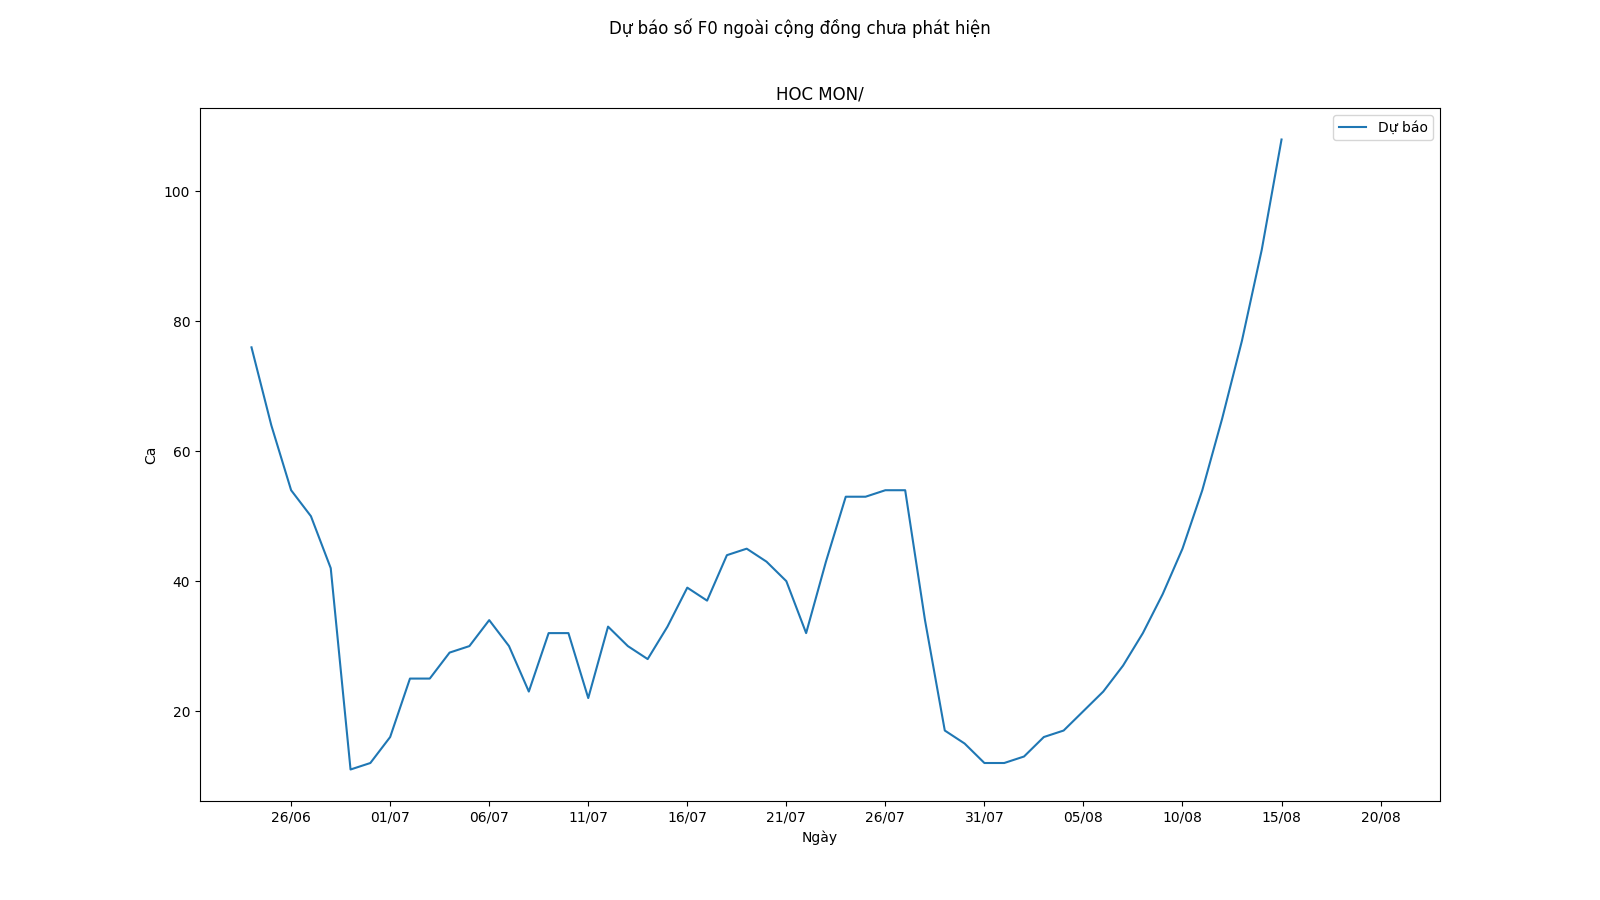 Dự báo số F0 ngoài cộng đồng chưa phát hiện
HOC MON/
Dự báo
Ca
100
80
60
40
20
26/06 01/07 06/07 11/07 16/07 21/07 26/07 31/07 05/08 10/08 15/08 20/08
Ngày